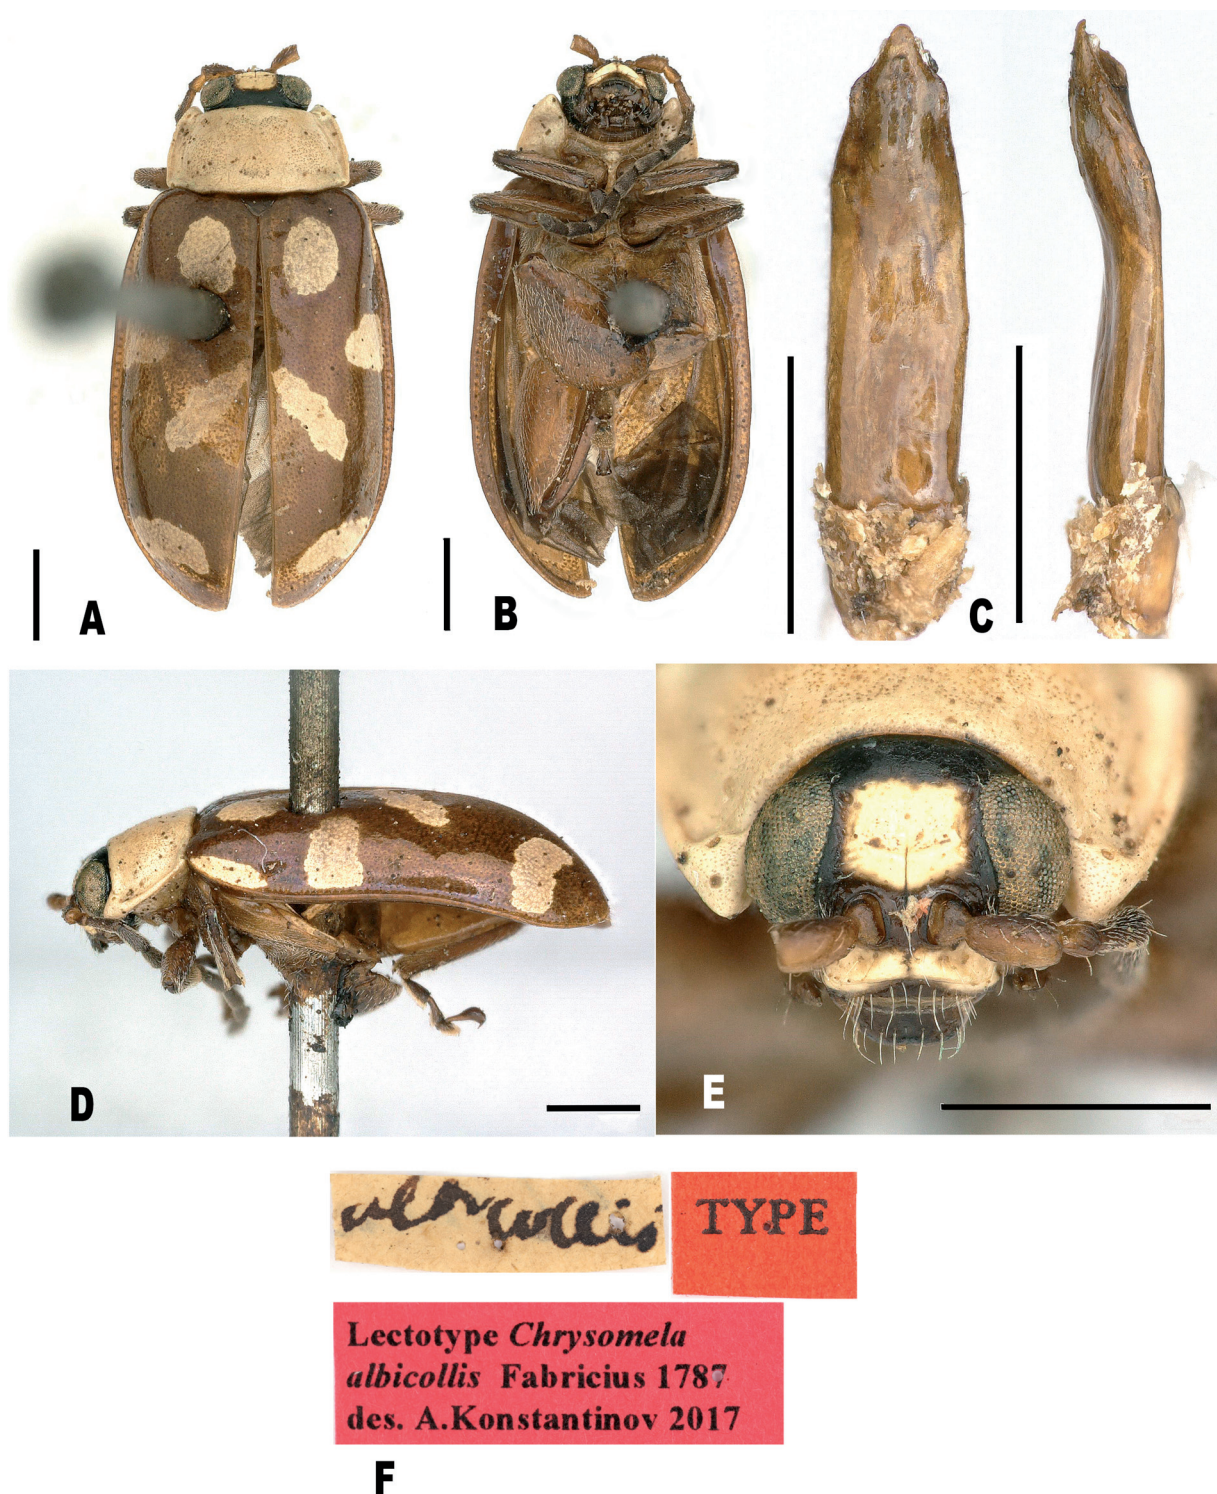 A
B
C
D
E
albicollis
TYPE
Lectotype Chrysomela
albicollis Fabricius 1787
des. A.Konstantinov 2017
F